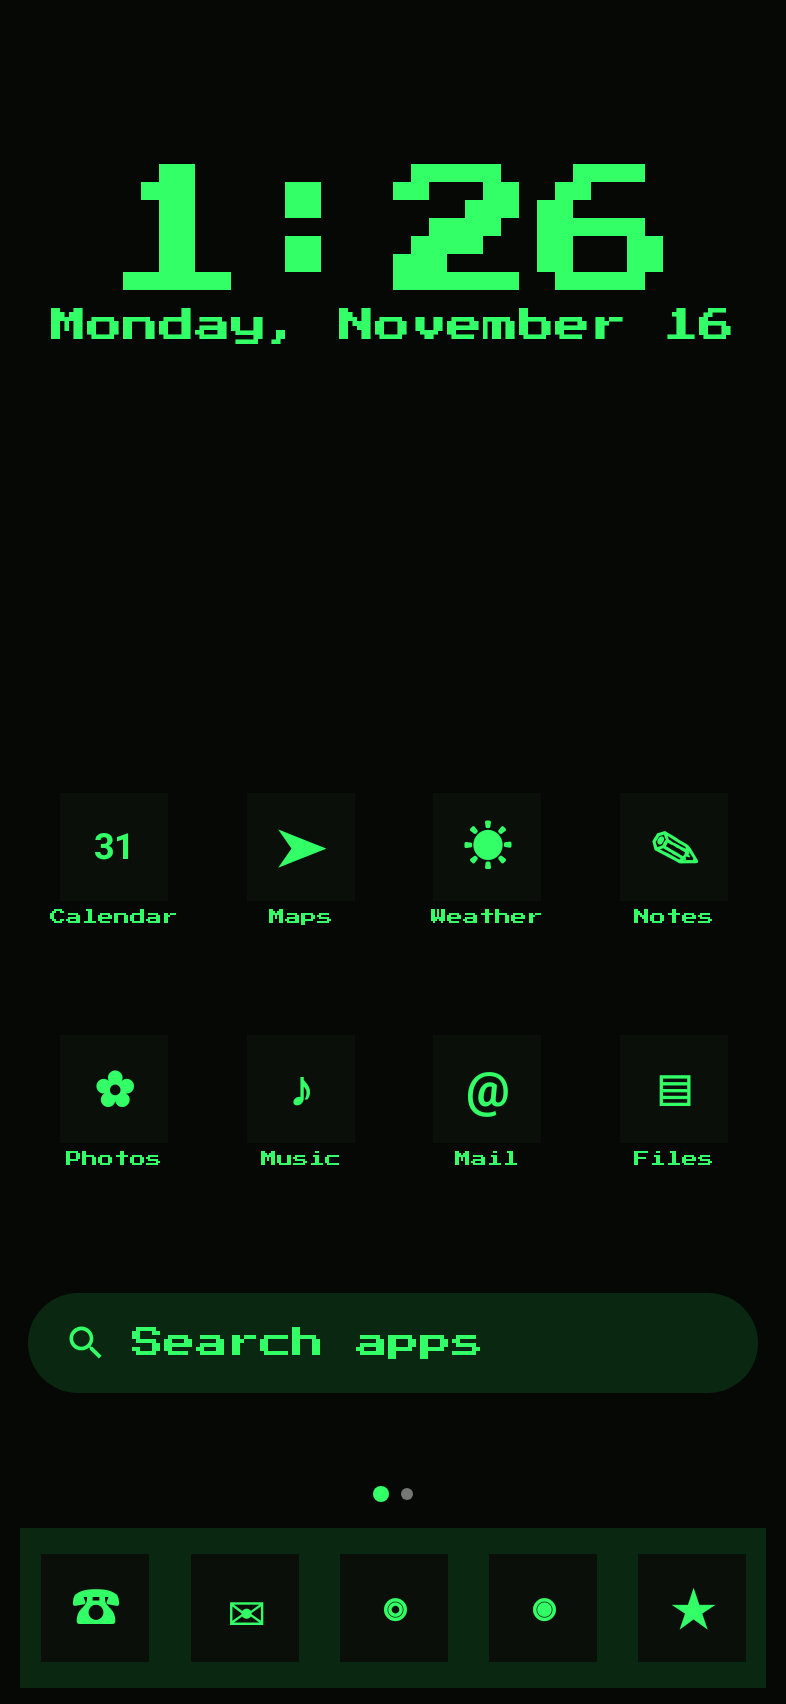 1:26
Monday, November 16
31
Calendar Maps Weather Notes
@
Photos Music Mail Files
Search apps